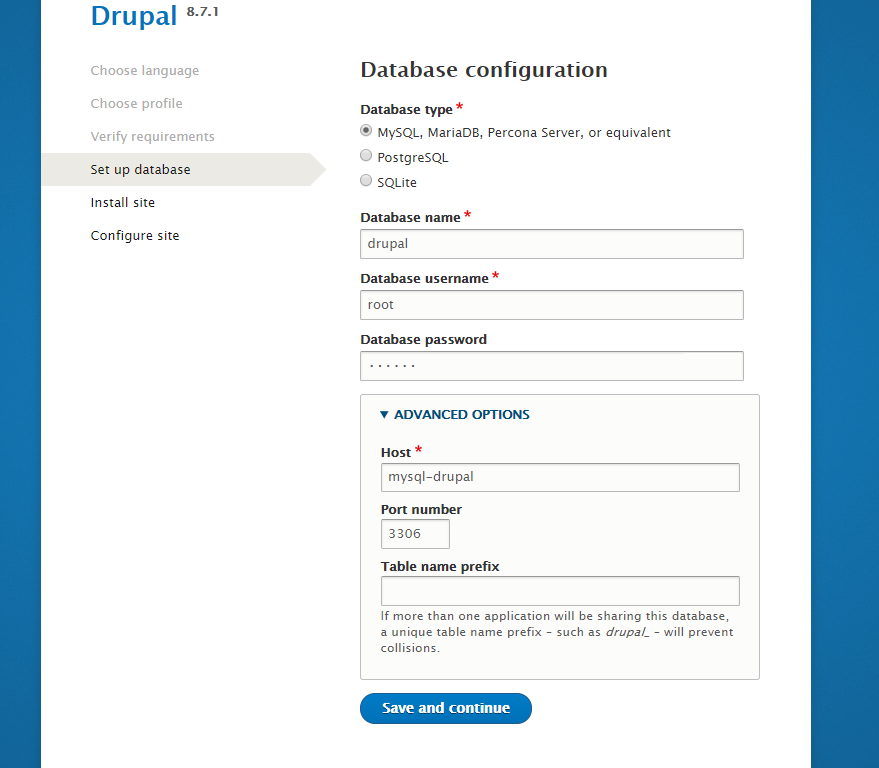 Drupal 8.7.1
Choose language
Choose profile
Verify requirements
Set up database
Install site
Configure site
Database configuration
Database type*
MySQL, MariaDB, Percona Server, or equivalent
PostgreSQL
SQLite
Database name*
drupal
Database username*
root
Database password
······
▼ ADVANCED OPTIONS
Host*
mysql-drupal
Port number
3306
Table name prefix
If more than one application will be sharing this database,
a unique table name prefix – such as drupal_ – will prevent
collisions.
Save and continue